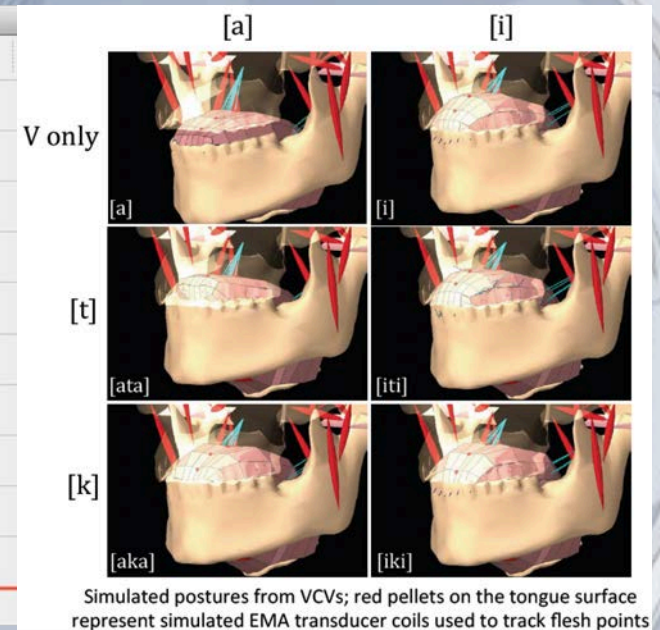 [a] [i]
V only
[a] [i]
[t]
[ata] [iti]
[k]
[aka] [iki]
Simulated postures from VCVs; red pellets on the tongue surface
represent simulated EMA transducer coils used to track flesh points